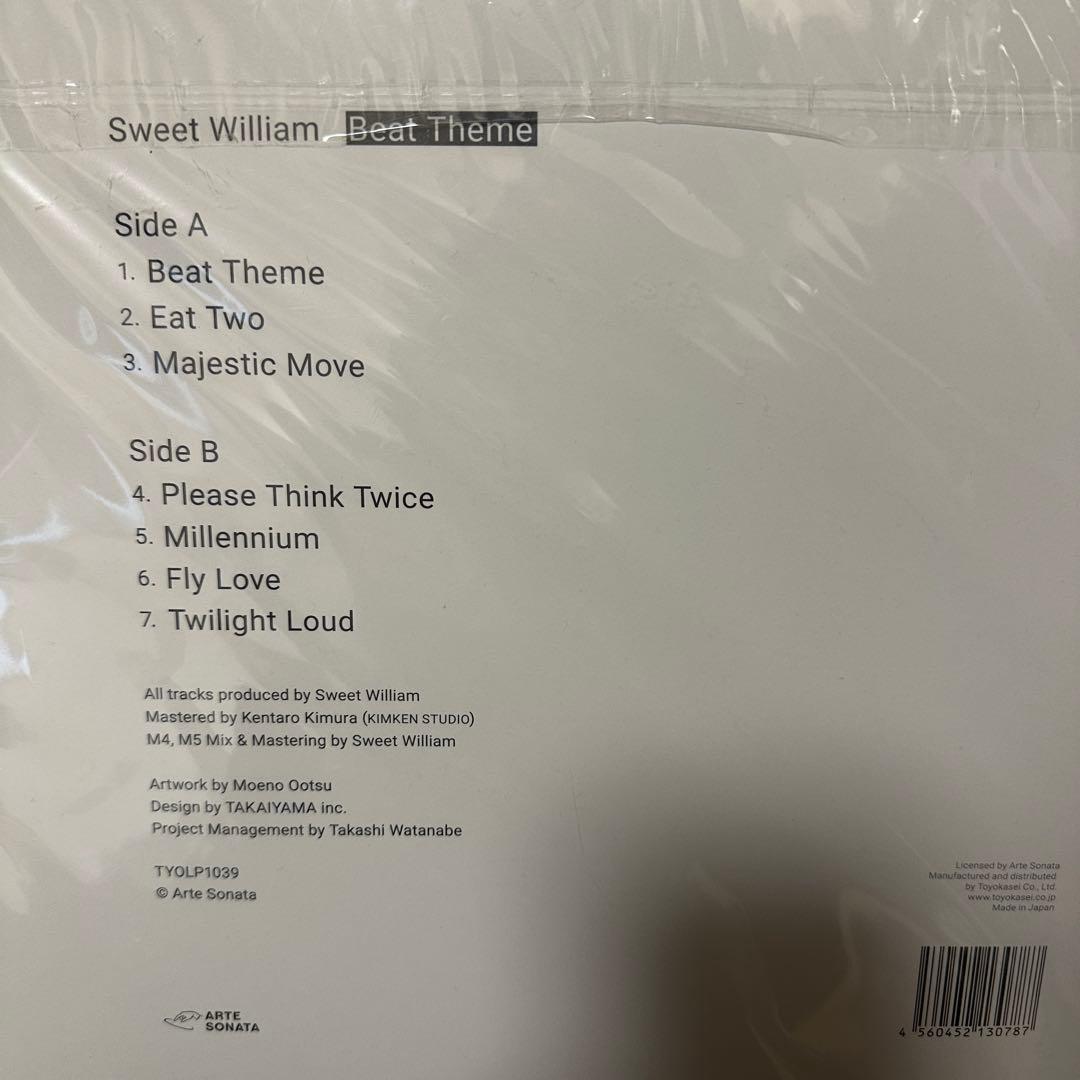 Sweet William Beat Theme
Side A
1. Beat Theme
2. Eat Two
3. Majestic Move
Side B
4. Please Think Twice
5. Millennium
6. Fly Love
7. Twilight Loud
All tracks produced by Sweet William
Mastered by Kentaro Kimura (KIMKEN STUDIO)
M4, M5 Mix & Mastering by Sweet William
Artwork by Moeno Ootsu
Design by TAKAIYAMA inc.
Project Management by Takashi Watanabe
TYOLP1039
© Arte Sonata
Licensed by Arte Sonata
Manufactured and distributed
by Toyokasei Co., Ltd.
www.toyokasei.co.jp
Made in Japan
ARTE
SONATA
4 560452 130787